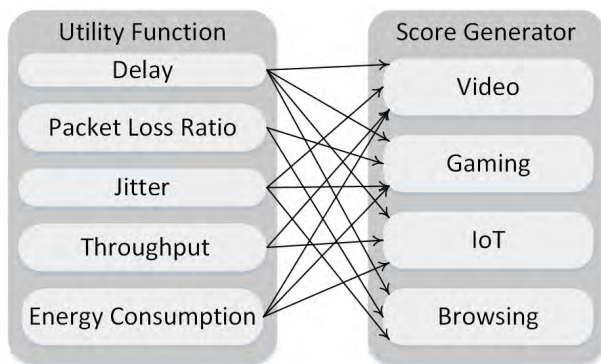 Utility Function
Delay
Packet Loss Ratio
Jitter
Throughput
Energy Consumption
Score Generator
Video
Gaming
IoT
Browsing